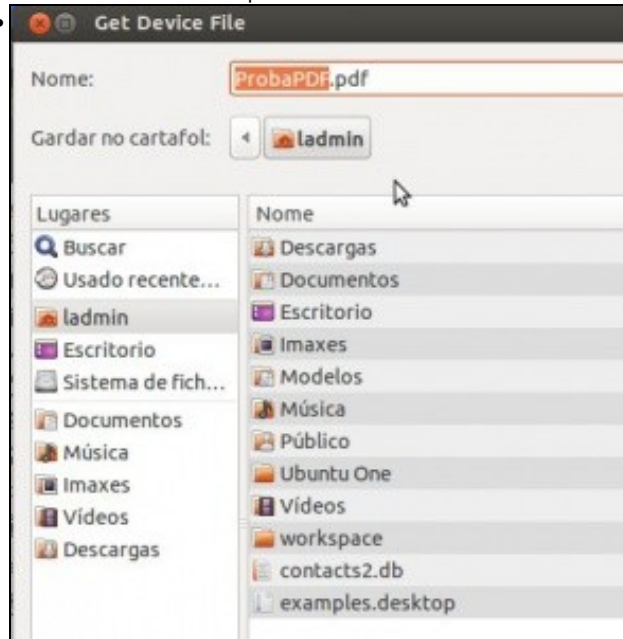 Get Device File
Nome:
ProbaPDF.pdf
Gardar no cartafol:
ladmin
Lugares
Buscar
Usado recente...
ladmin
Escritorio
Sistema de fich...
Documentos
Música
Imaxes
Vídeos
Descargas
Nome
Descargas
Documentos
Escritorio
Imaxes
Modelos
Música
Público
Ubuntu One
Vídeos
workspace
contacts2.db
examples.desktop